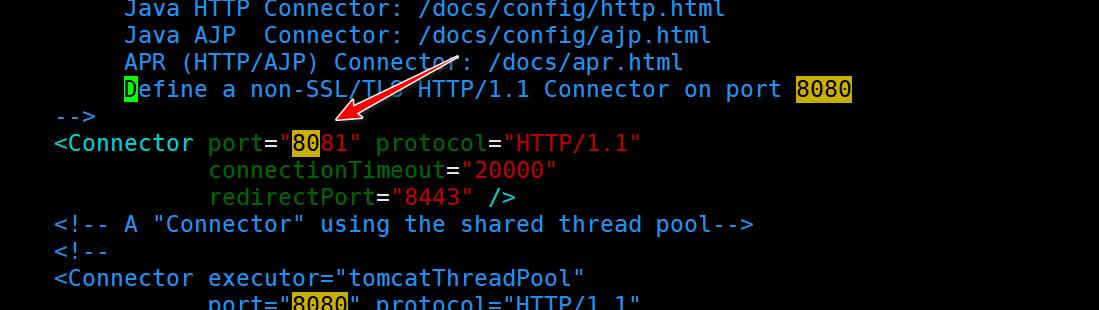 Java HTTP Connector: /docs/config/http.html
Java AJP  Connector: /docs/config/ajp.html
APR (HTTP/AJP) Connector: /docs/apr.html
Define a non-SSL/TLS HTTP/1.1 Connector on port 8080
-->
<Connector port="8081" protocol="HTTP/1.1"
connectionTimeout="20000"
redirectPort="8443" />
<!-- A "Connector" using the shared thread pool-->
<!--
<Connector executor="tomcatThreadPool"
port="8080" protocol="HTTP/1.1"